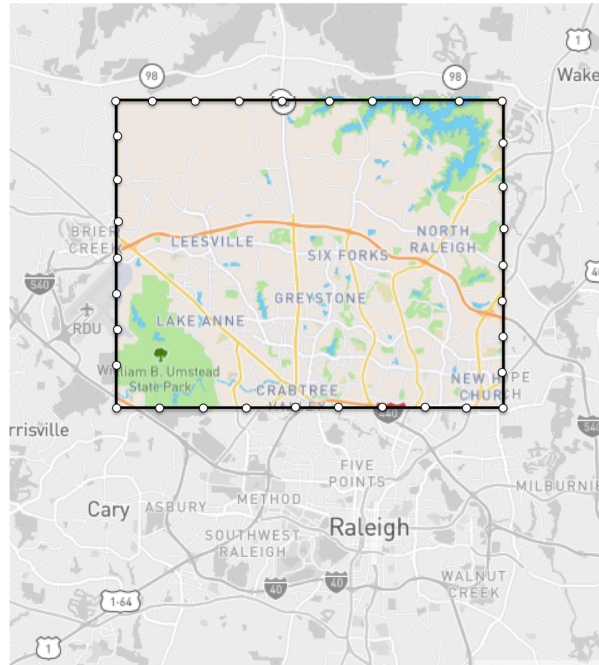 1
98
98
Wake
BRIER
CREEK
LEESVILLE
NORTH
RALEIGH
SIX FORKS
540
GREYSTONE
RDU
LAKE ANNE
William B. Umstead
State Park
CRABTREE
VALLEY
NEW HOPE
CHURCH
440
rrisville
540
FIVE
POINTS
Cary
ASBURY
METHOD
MILBURNIE
Raleigh
SOUTHWEST
RALEIGH
WALNUT
CREEK
40
40
1-64
1